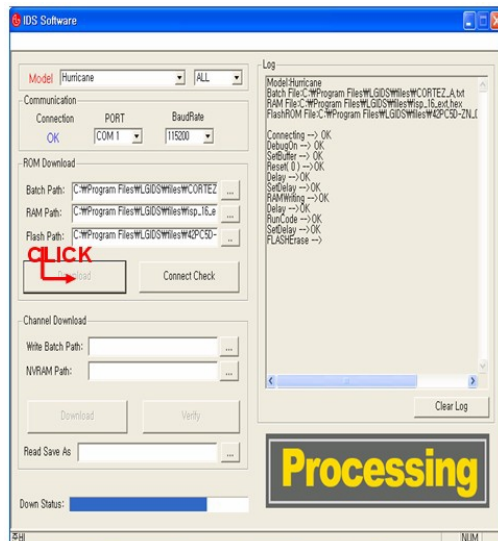 IDS Software
Model Hurricane ALL
Communication
Connection PORT BaudRate
OK COM 1 115200
ROM Download
Batch Path: C:₩Program Files₩LGIDS₩files₩CORTEZ ...
RAM Path: C:₩Program Files₩LGIDS₩files₩isp_16_e ...
Flash Path: C:₩Program Files₩LGIDS₩files₩42PC5D- ...
CLICK
Download Connect Check
Channel Download
Write Batch Path: ...
NVRAM Path: ...
Download Verify
Read Save As ...
Down Status:
Log
Model:Hurricane
Batch File:C:₩Program Files₩LGIDS₩files₩CORTEZ_A.txt
RAM File:C:₩Program Files₩LGIDS₩files₩isp_16_ext.hex
FlashROM File:C:₩Program Files₩LGIDS₩files₩42PC5D-ZN_D
Connecting --> OK
DebugOn --> OK
SetBuffer --> OK
Reset( 0 ) --> OK
Delay -->OK
SetDelay -->OK
RAMWriting -->OK
Delay -->OK
RunCode -->OK
SetDelay -->OK
FLASHErase -->
Clear Log
Processing
준비 NUM